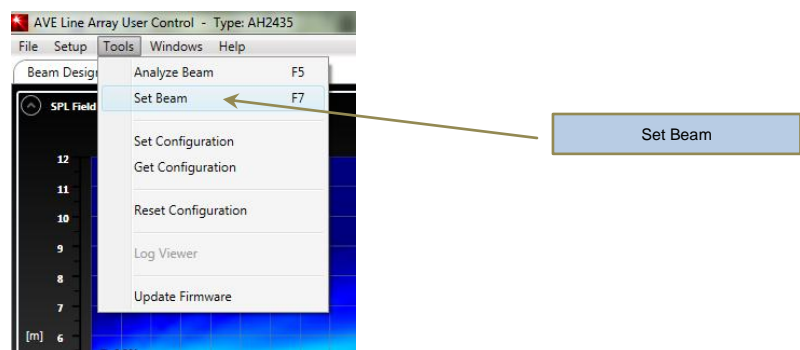 AVE Line Array User Control - Type: AH2435
File Setup Tools Windows Help
Beam Desig
Analyze Beam F5
SPL Field
Set Beam F7
Set Beam
Set Configuration
12
Get Configuration
11
Reset Configuration
10
9
Log Viewer
8
Update Firmware
7
[m] 6